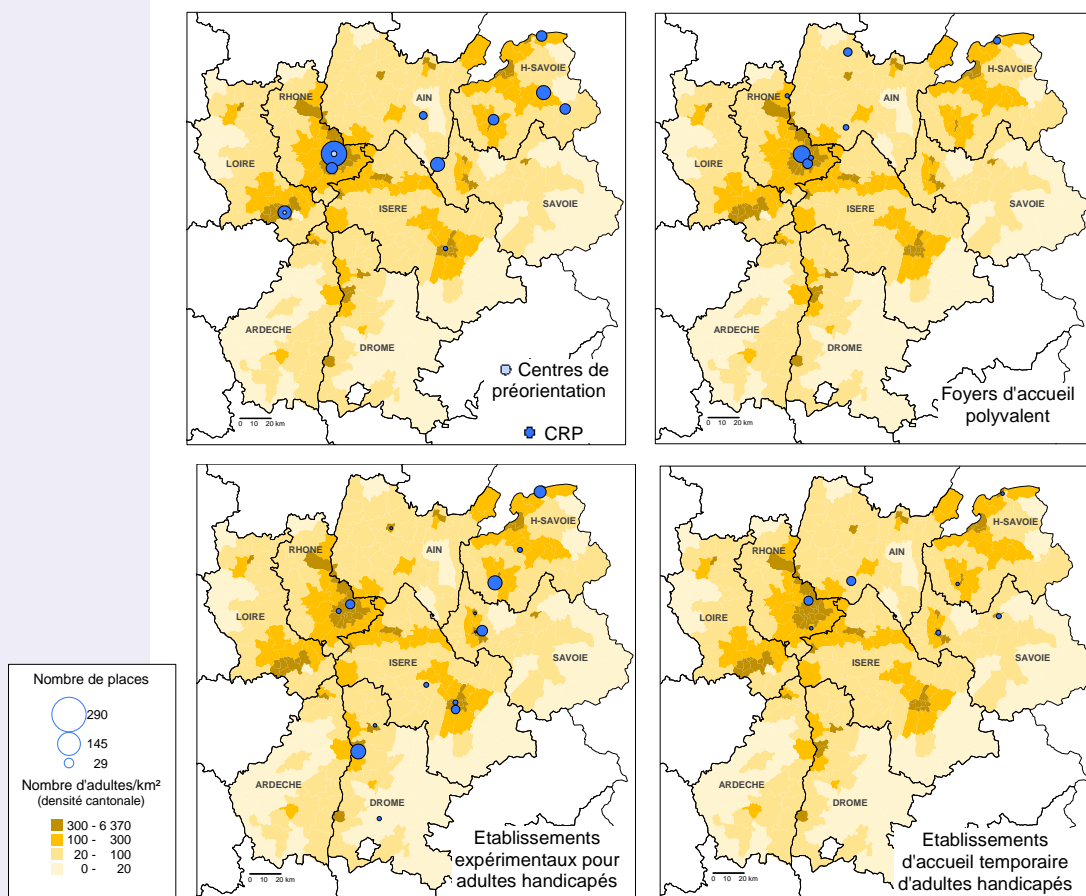 H-SAVOIE
RHONE
AIN
LOIRE
SAVOIE
ISERE
ARDECHE
DROME
Centres de
préorientation
CRP
0 10 20 km
H-SAVOIE
RHONE
AIN
LOIRE
SAVOIE
ISERE
ARDECHE
DROME
Foyers d'accueil
polyvalent
0 10 20 km
H-SAVOIE
RHONE
AIN
LOIRE
SAVOIE
ISERE
ARDECHE
DROME
Etablissements
expérimentaux pour
adultes handicapés
0 10 20 km
H-SAVOIE
RHONE
AIN
LOIRE
SAVOIE
ISERE
ARDECHE
DROME
Etablissements
d'accueil temporaire
d'adultes handicapés
0 10 20 km
Nombre de places
290
145
29
Nombre d'adultes/km²
(densité cantonale)
300 - 6 370
100 - 300
20 - 100
0 - 20